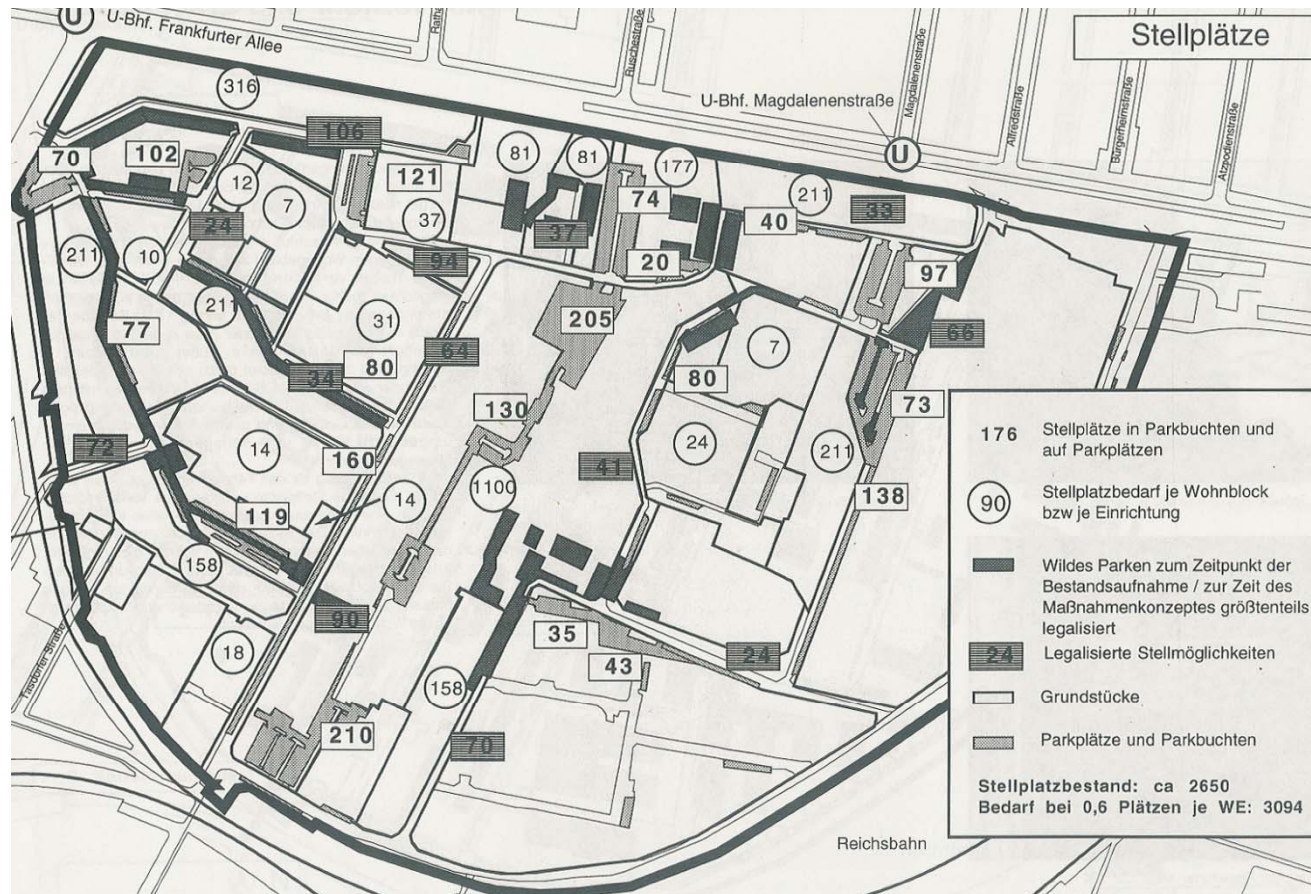 U
U-Bhf. Frankfurter Allee
Ruschestraße
Magdalenenstraße
Alfredstraße
Bürgerheimstraße
Atzpodienstraße
Stellplätze
U-Bhf. Magdalenenstraße
U
316
106
70
102
12
7
24
121
37
81
81
37
177
74
20
40
211
33
97
66
211
10
211
94
31
205
77
34
80
64
7
80
73
130
72
14
160
14
1100
41
24
211
138
119
158
90
35
43
24
18
158
210
70
Tasdorfer Straße
Reichsbahn
176 Stellplätze in Parkbuchten und
auf Parkplätzen
90 Stellplatzbedarf je Wohnblock
bzw je Einrichtung
Wildes Parken zum Zeitpunkt der
Bestandsaufnahme / zur Zeit des
Maßnahmenkonzeptes größtenteils
legalisiert
24 Legalisierte Stellmöglichkeiten
Grundstücke
Parkplätze und Parkbuchten
Stellplatzbestand: ca 2650
Bedarf bei 0,6 Plätzen je WE: 3094